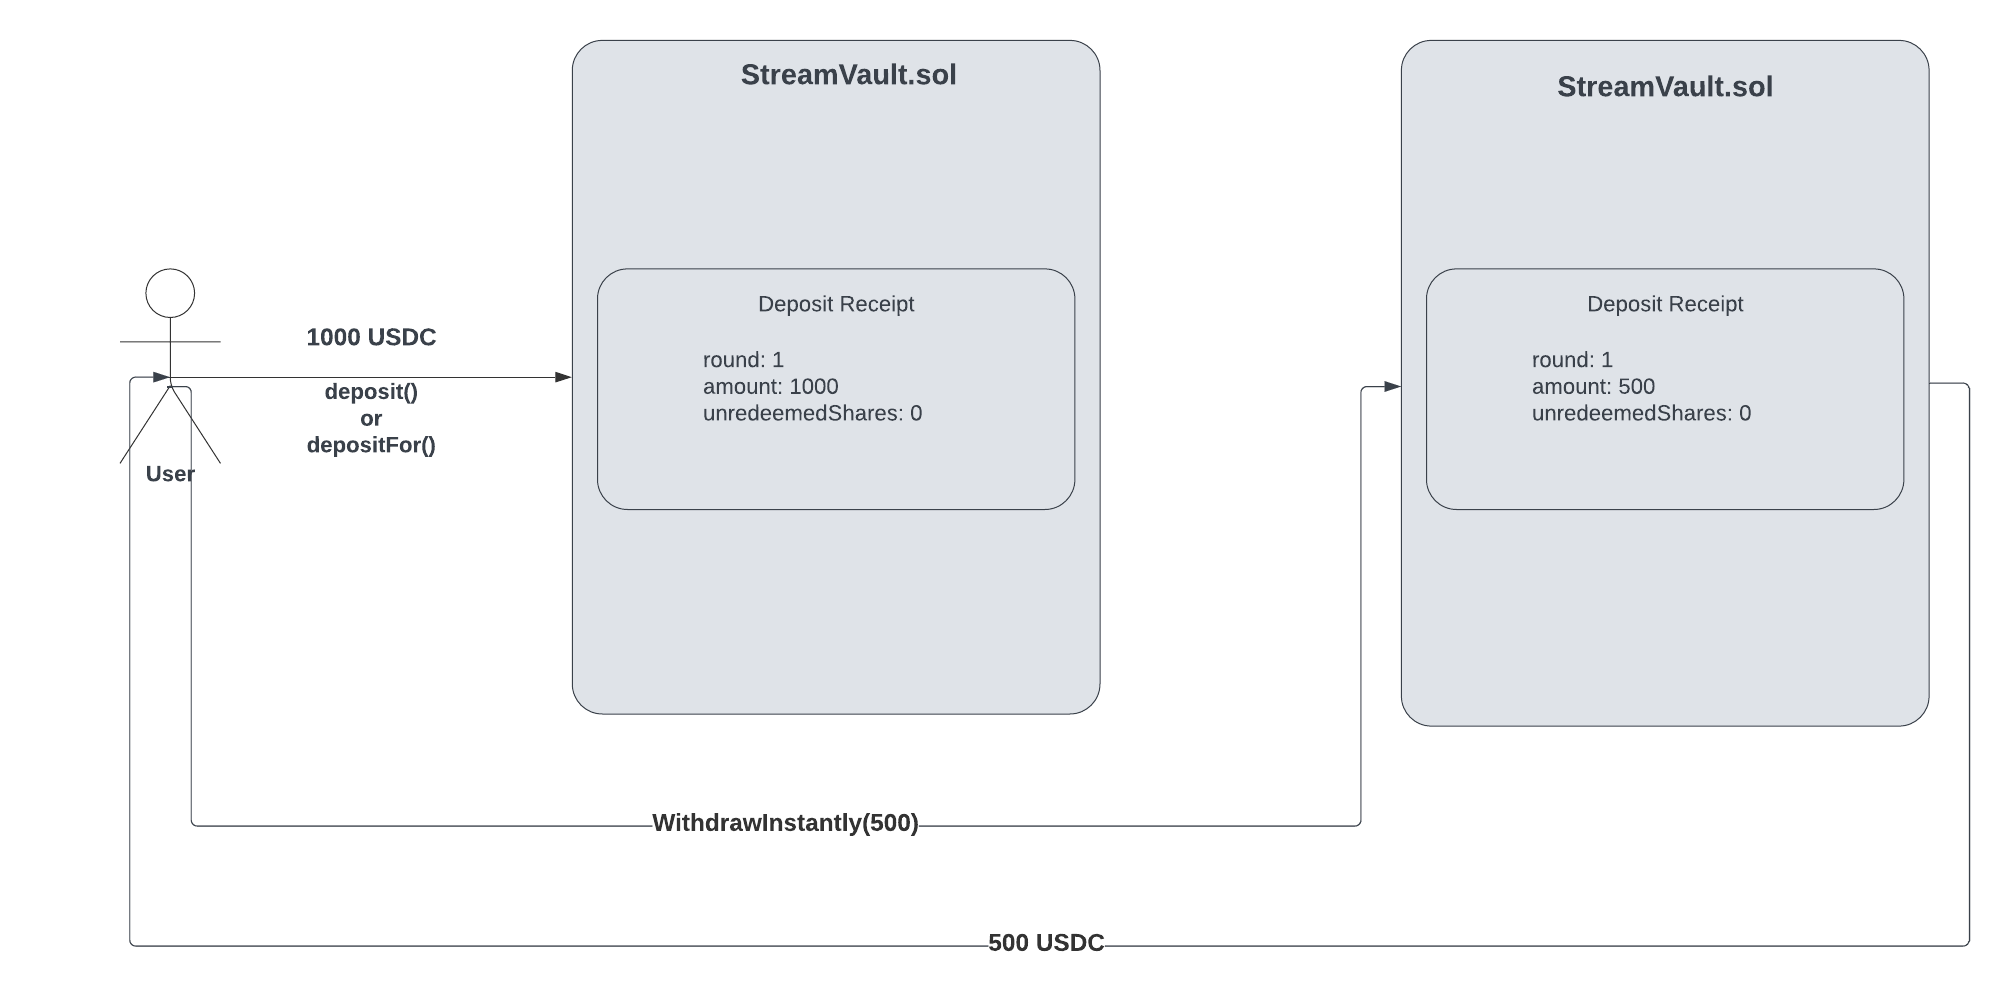 StreamVault.sol
Deposit Receipt
round: 1
amount: 1000
unredeemedShares: 0
1000 USDC
deposit()
or
depositFor()
User
StreamVault.sol
Deposit Receipt
round: 1
amount: 500
unredeemedShares: 0
WithdrawInstantly(500)
500 USDC